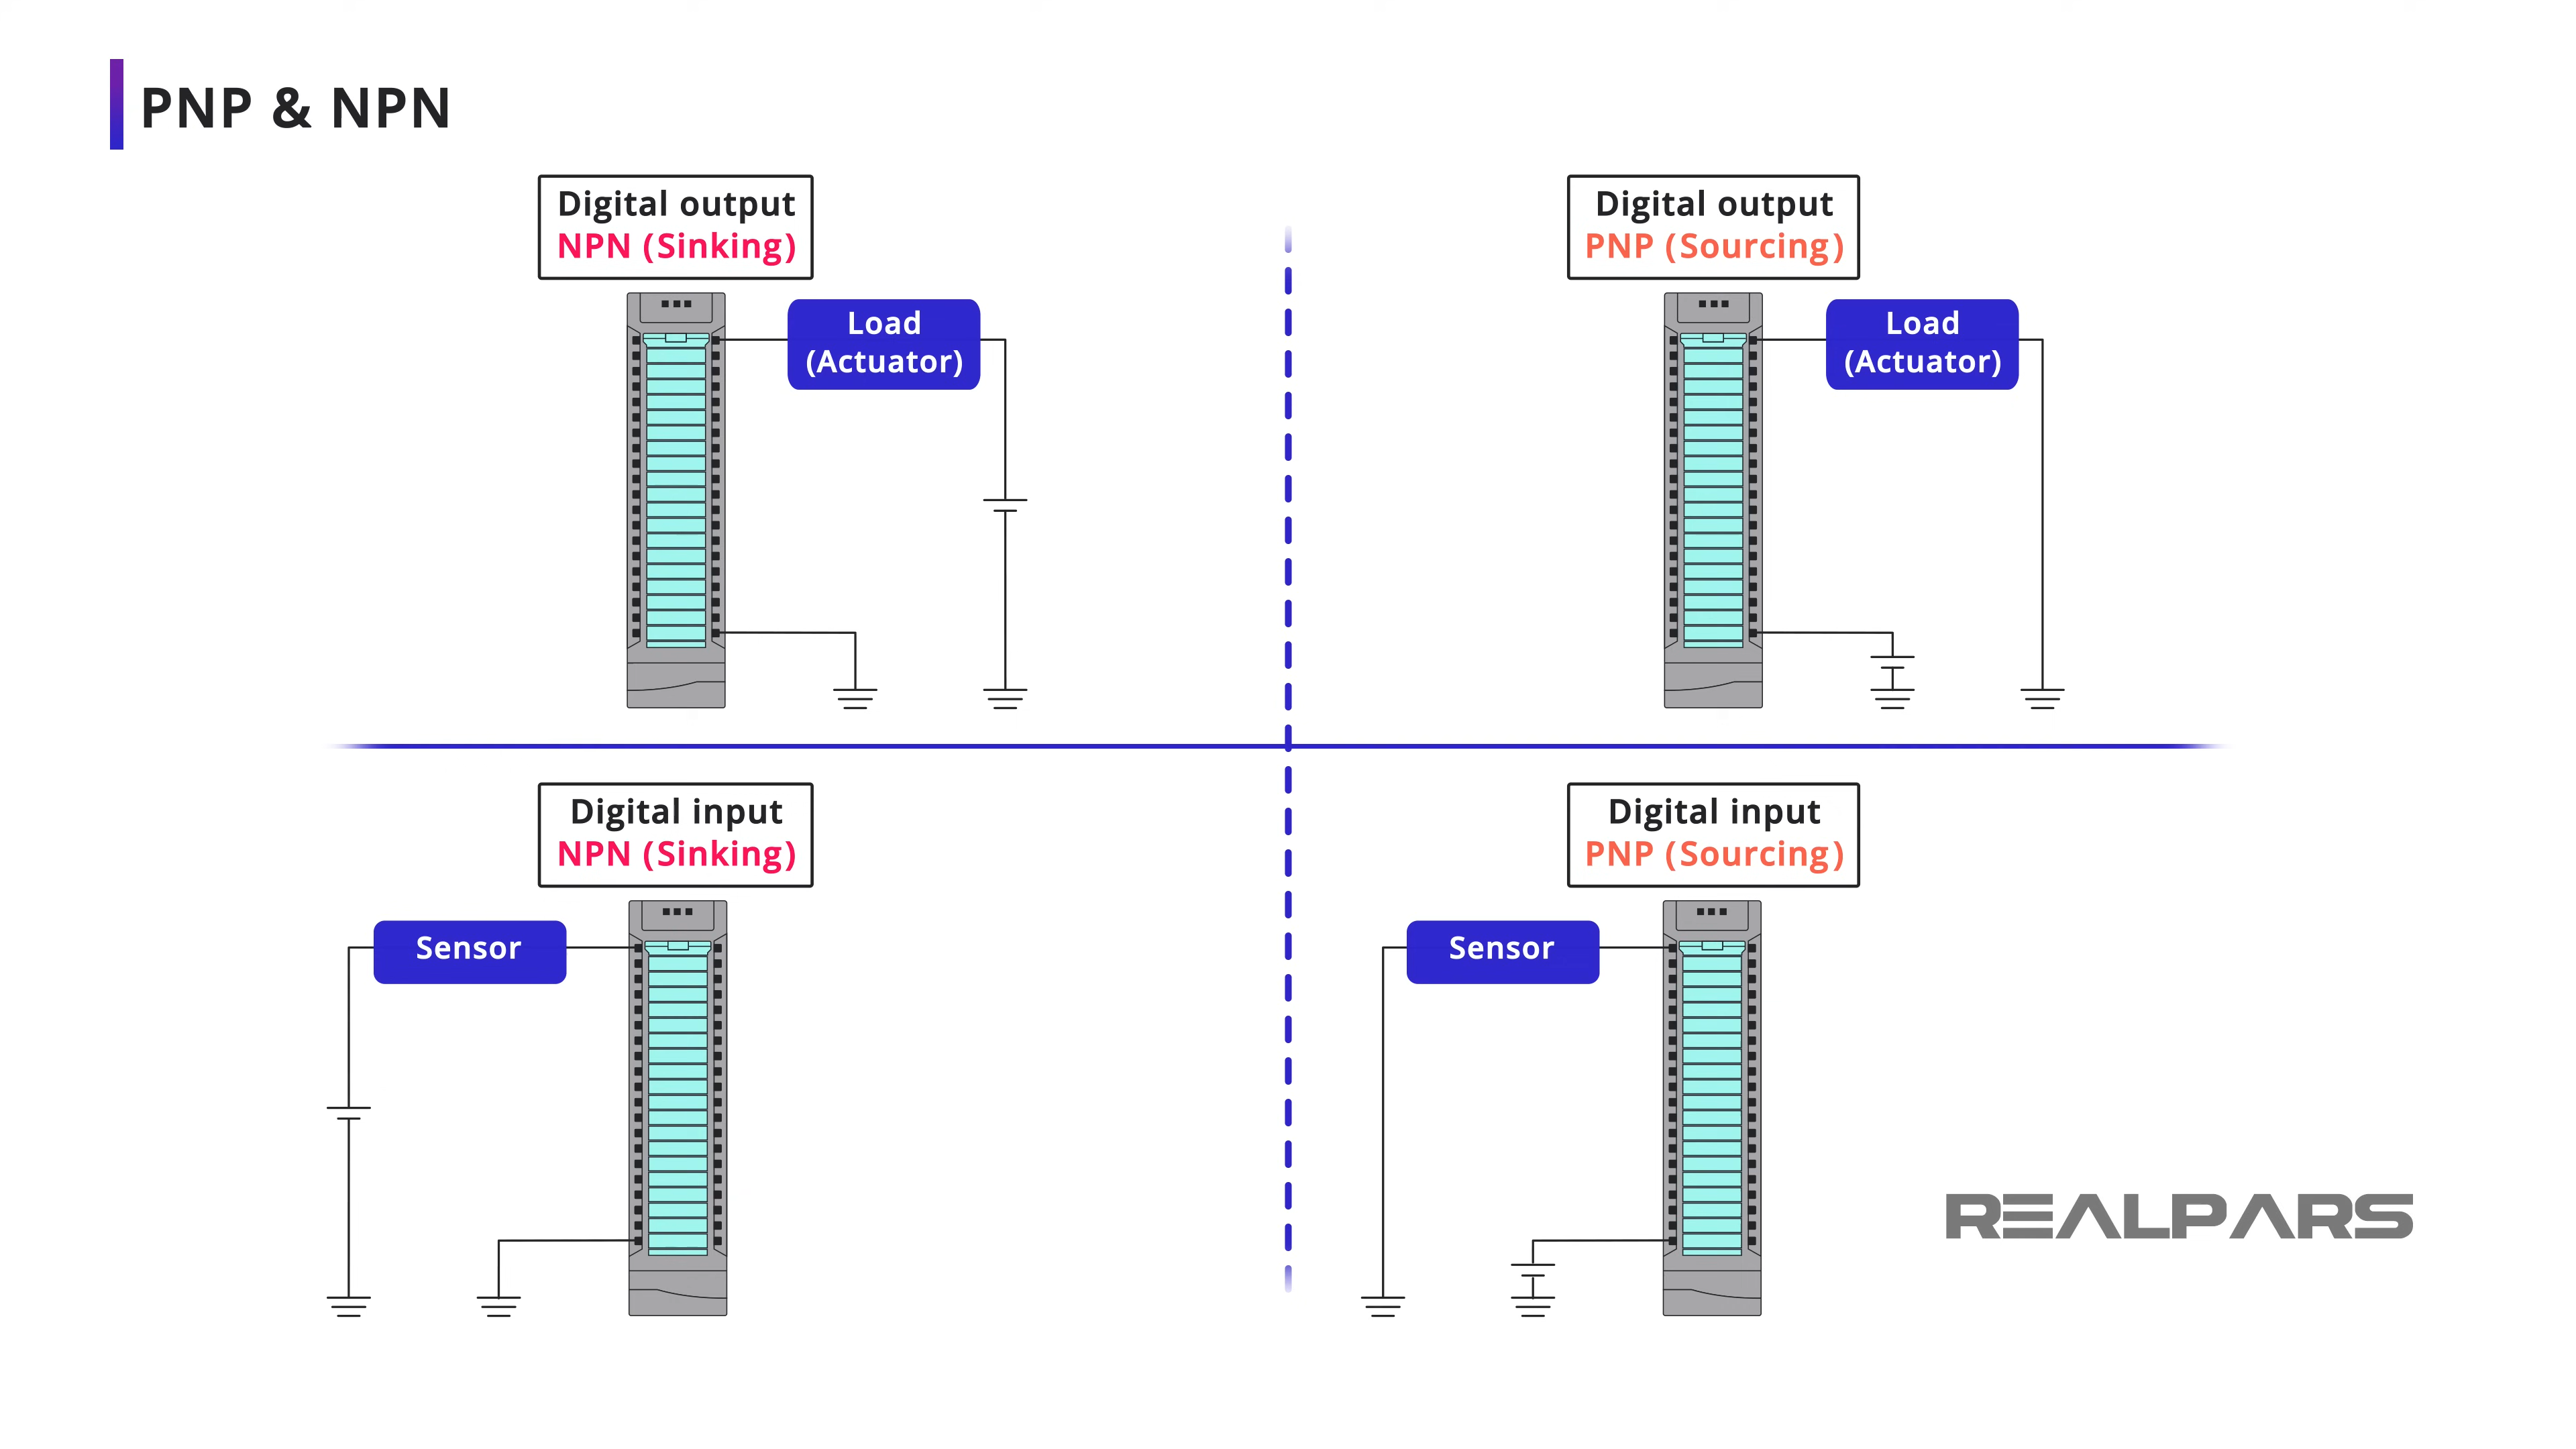 PNP & NPN
Digital output
NPN (Sinking)
Load
(Actuator)
Digital output
PNP (Sourcing)
Load
(Actuator)
Digital input
NPN (Sinking)
Sensor
Digital input
PNP (Sourcing)
Sensor
REALPARS